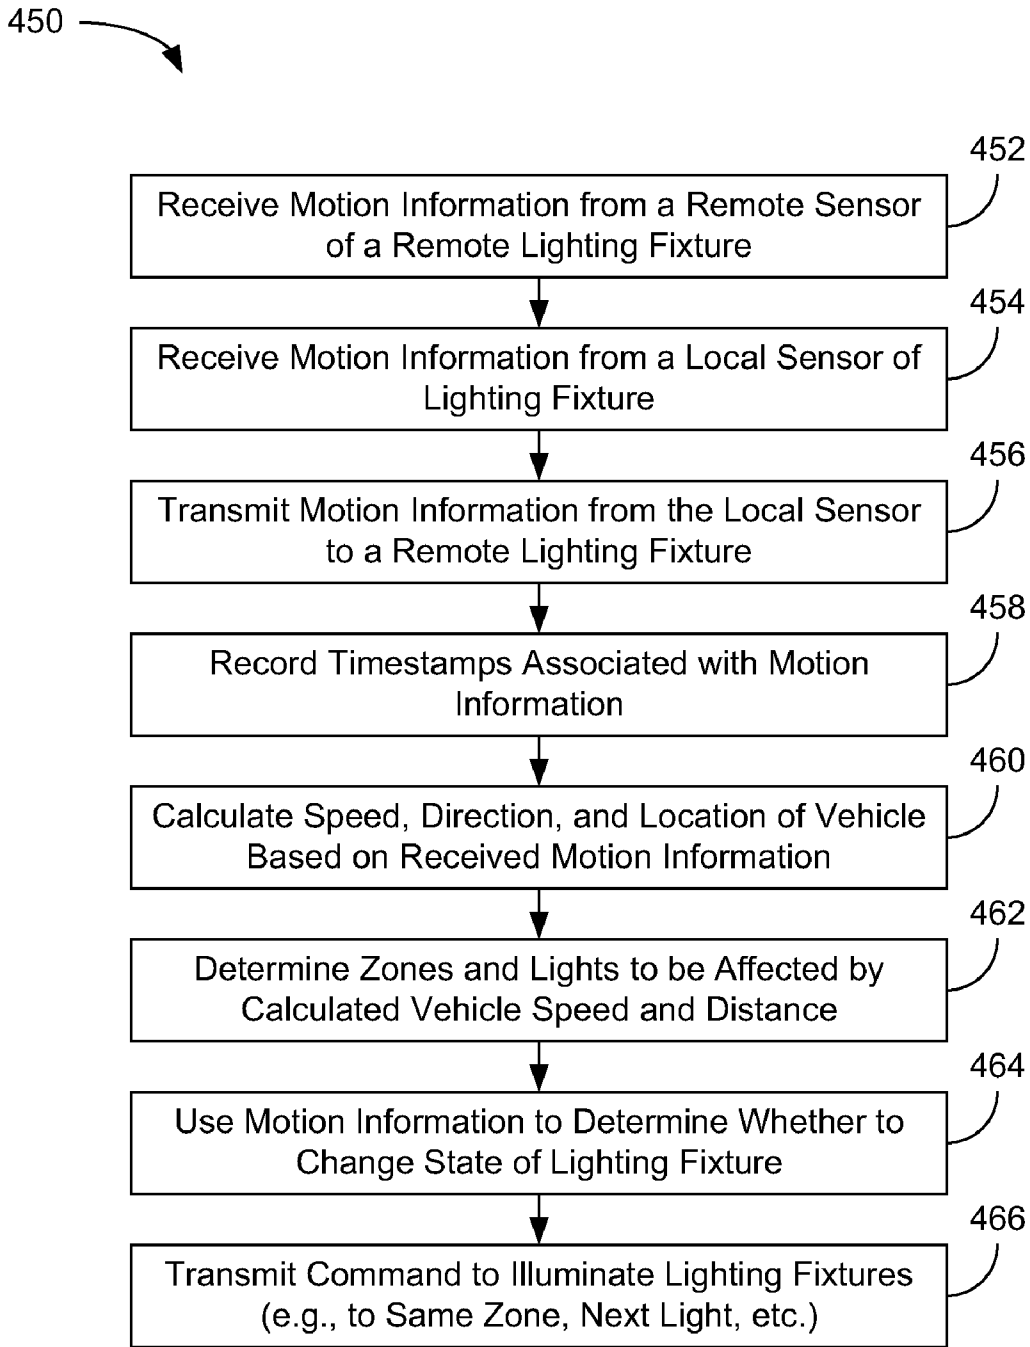 450
452
Receive Motion Information from a Remote Sensor
of a Remote Lighting Fixture
454
Receive Motion Information from a Local Sensor of
Lighting Fixture
456
Transmit Motion Information from the Local Sensor
to a Remote Lighting Fixture
458
Record Timestamps Associated with Motion
Information
460
Calculate Speed, Direction, and Location of Vehicle
Based on Received Motion Information
462
Determine Zones and Lights to be Affected by
Calculated Vehicle Speed and Distance
464
Use Motion Information to Determine Whether to
Change State of Lighting Fixture
466
Transmit Command to Illuminate Lighting Fixtures
(e.g., to Same Zone, Next Light, etc.)